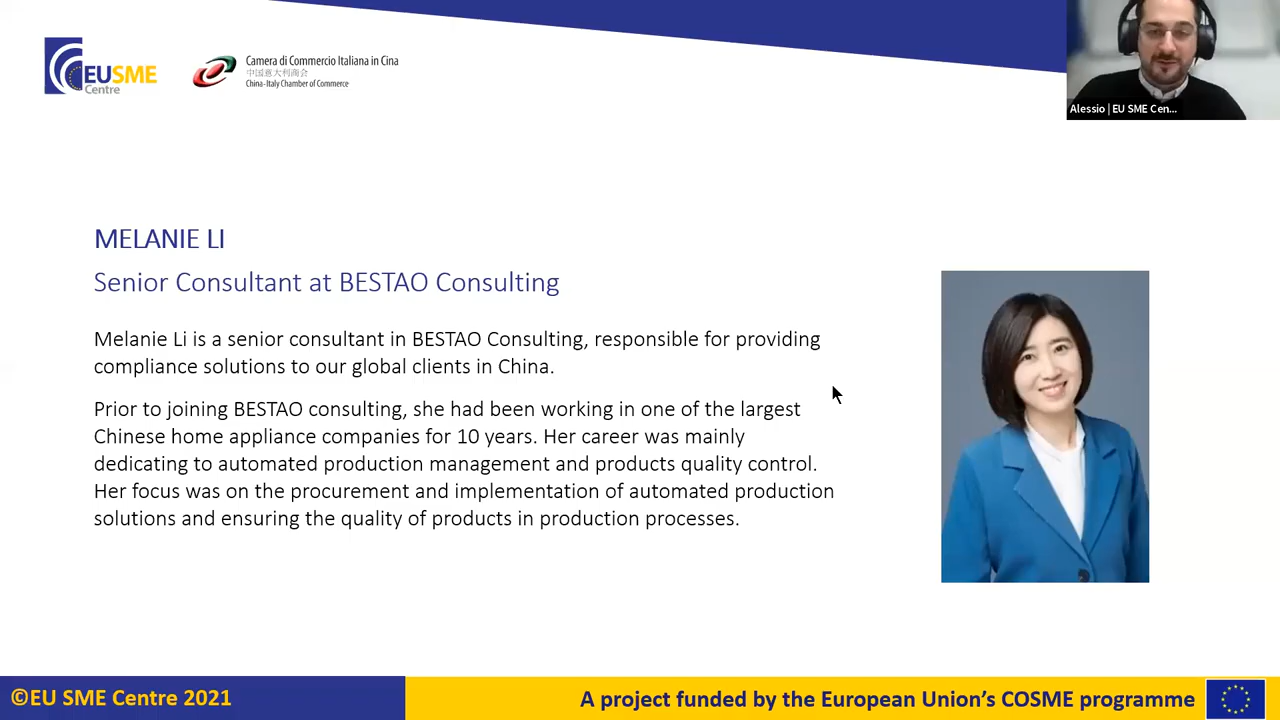 EUSME
Centre
Camera di Commercio Italiana in Cina
中国意大利商会
China-Italy Chamber of Commerce
Alessio | EU SME Cen...
MELANIE LI
Senior Consultant at BESTAO Consulting
Melanie Li is a senior consultant in BESTAO Consulting, responsible for providing
compliance solutions to our global clients in China.
Prior to joining BESTAO consulting, she had been working in one of the largest
Chinese home appliance companies for 10 years. Her career was mainly
dedicating to automated production management and products quality control.
Her focus was on the procurement and implementation of automated production
solutions and ensuring the quality of products in production processes.
©EU SME Centre 2021
A project funded by the European Union’s COSME programme